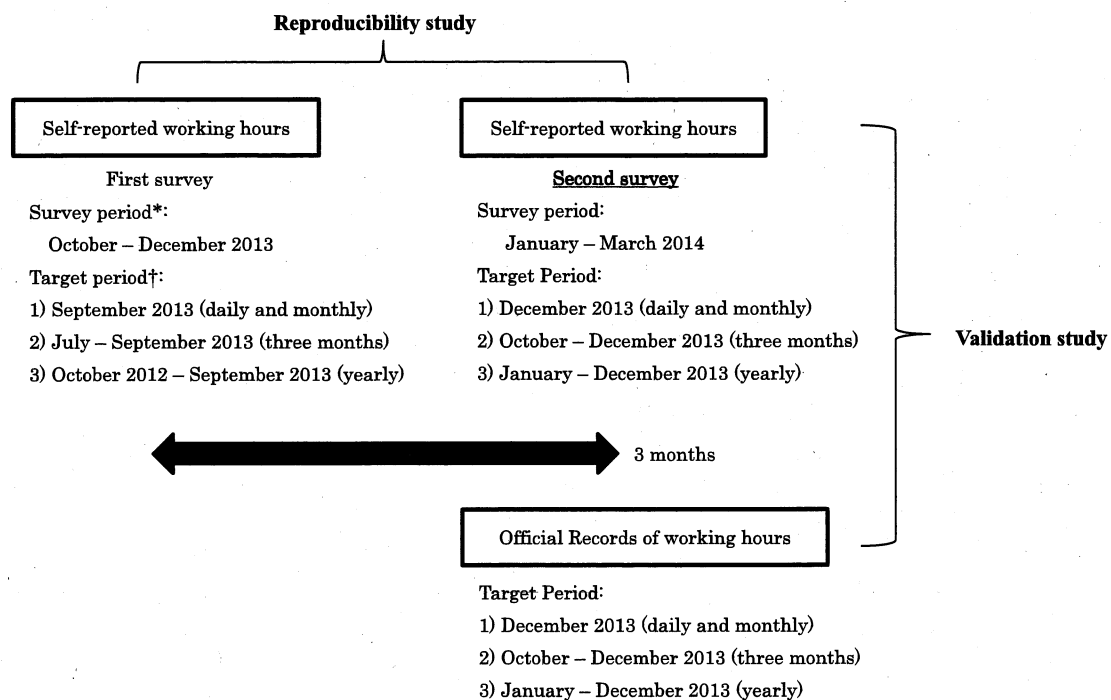 Reproducibility study
Self-reported working hours
First survey
Survey period*:
October – December 2013
Target period†:
1) September 2013 (daily and monthly)
2) July – September 2013 (three months)
3) October 2012 – September 2013 (yearly)
Self-reported working hours
Second survey
Survey period:
January – March 2014
Target Period:
1) December 2013 (daily and monthly)
2) October – December 2013 (three months)
3) January – December 2013 (yearly)
Validation study
3 months
Official Records of working hours
Target Period:
1) December 2013 (daily and monthly)
2) October – December 2013 (three months)
3) January – December 2013 (yearly)